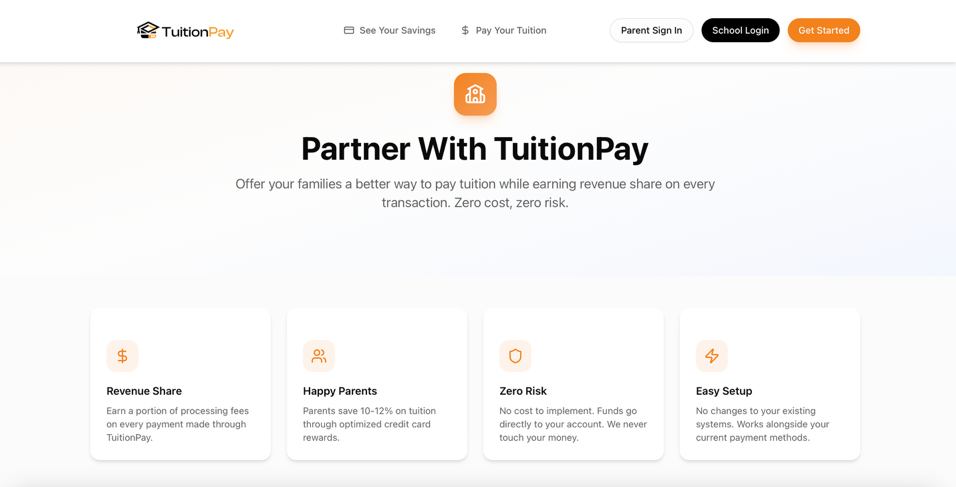 TuitionPay
See Your Savings
Pay Your Tuition
Parent Sign In
School Login
Get Started
Partner With TuitionPay
Offer your families a better way to pay tuition while earning revenue share on every
transaction. Zero cost, zero risk.
Revenue Share
Earn a portion of processing fees
on every payment made through
TuitionPay.
Happy Parents
Parents save 10-12% on tuition
through optimized credit card
rewards.
Zero Risk
No cost to implement. Funds go
directly to your account. We never
touch your money.
Easy Setup
No changes to your existing
systems. Works alongside your
current payment methods.